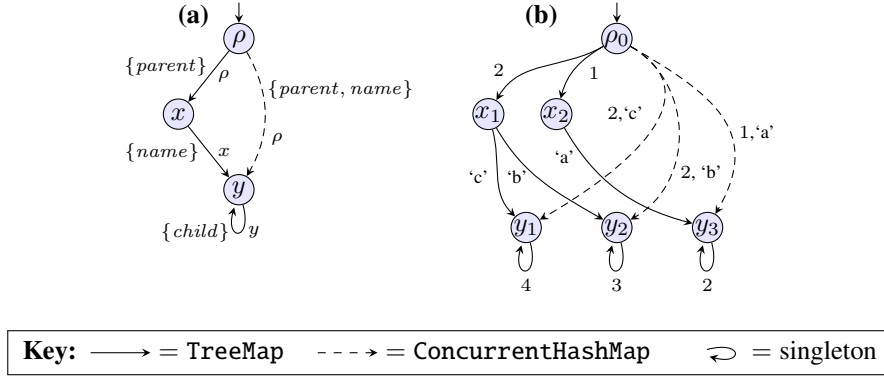 (a) (b)
ρ ρ₀
{parent} ρ {parent, name} 2 1
x x₁ x₂ 2,‘c’ 1,‘a’
{name} x ρ ‘a’ 2, ‘b’
‘c’ ‘b’
y y₁ y₂ y₃
{child} y
4 3 2
Key: = TreeMap = ConcurrentHashMap = singleton